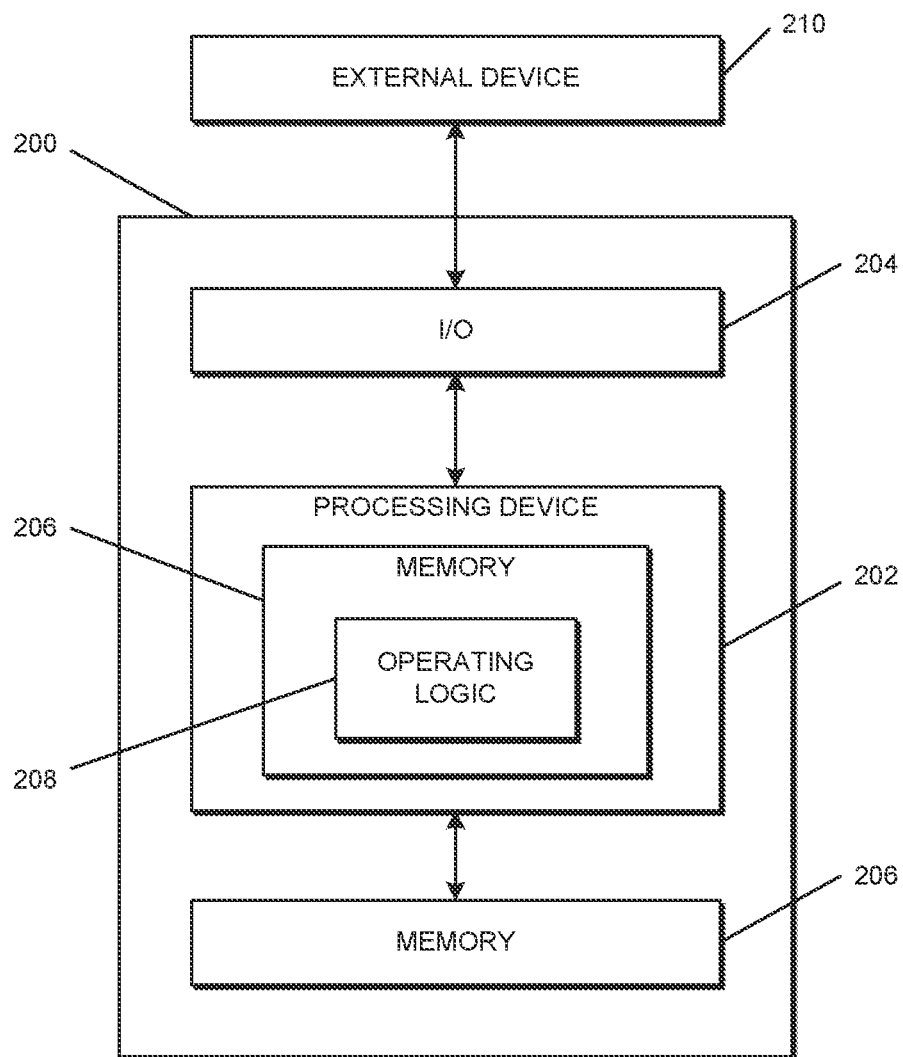 210
EXTERNAL DEVICE
200
204
I/O
PROCESSING DEVICE
206
MEMORY
202
OPERATING
LOGIC
208
206
MEMORY